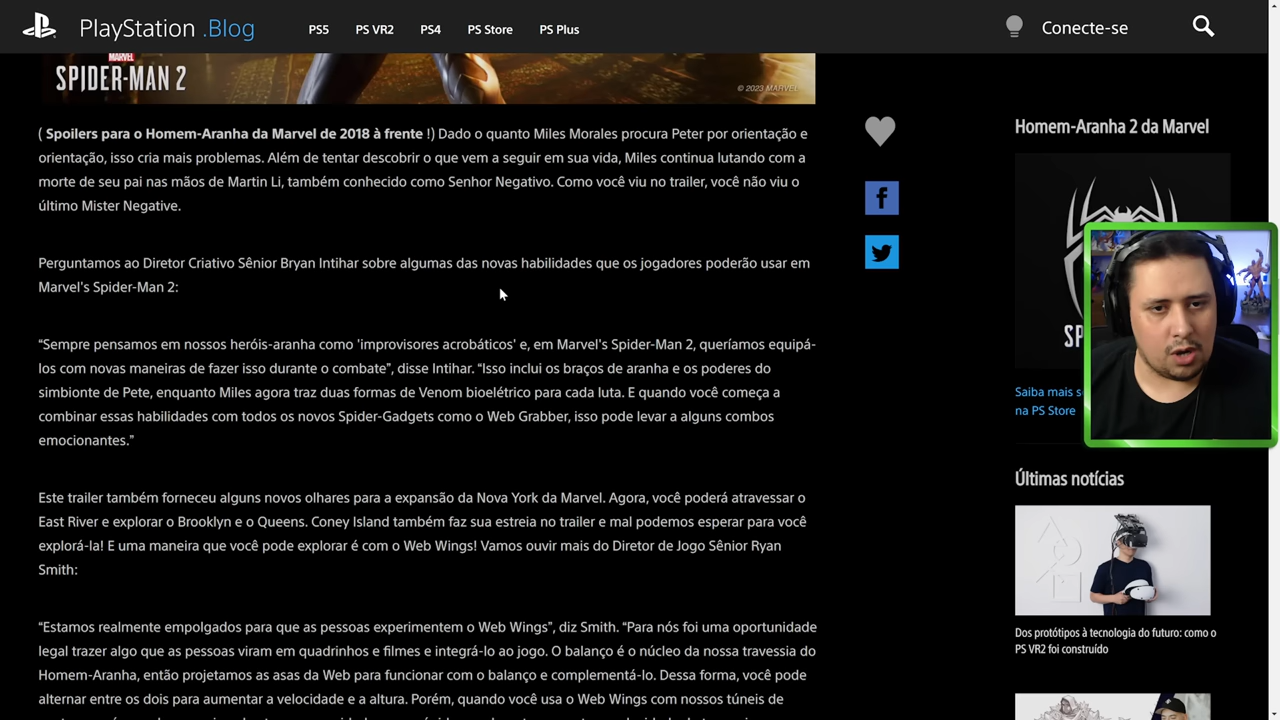 PlayStation .Blog
PS5
PS VR2
PS4
PS Store
PS Plus
Conecte-se
MARVEL
SPIDER-MAN 2
© 2023 MARVEL
( Spoilers para o Homem-Aranha da Marvel de 2018 à frente !) Dado o quanto Miles Morales procura Peter por orientação e
orientação, isso cria mais problemas. Além de tentar descobrir o que vem a seguir em sua vida, Miles continua lutando com a
morte de seu pai nas mãos de Martin Li, também conhecido como Senhor Negativo. Como você viu no trailer, você não viu o
último Mister Negative.
Perguntamos ao Diretor Criativo Sênior Bryan Intihar sobre algumas das novas habilidades que os jogadores poderão usar em
Marvel's Spider-Man 2:
“Sempre pensamos em nossos heróis-aranha como 'improvisores acrobáticos' e, em Marvel's Spider-Man 2, queríamos equipá-
los com novas maneiras de fazer isso durante o combate”, disse Intihar. “Isso inclui os braços de aranha e os poderes do
simbionte de Pete, enquanto Miles agora traz duas formas de Venom bioelétrico para cada luta. E quando você começa a
combinar essas habilidades com todos os novos Spider-Gadgets como o Web Grabber, isso pode levar a alguns combos
emocionantes.”
Este trailer também forneceu alguns novos olhares para a expansão da Nova York da Marvel. Agora, você poderá atravessar o
East River e explorar o Brooklyn e o Queens. Coney Island também faz sua estreia no trailer e mal podemos esperar para você
explorá-la! E uma maneira que você pode explorar é com o Web Wings! Vamos ouvir mais do Diretor de Jogo Sênior Ryan
Smith:
“Estamos realmente empolgados para que as pessoas experimentem o Web Wings”, diz Smith. “Para nós foi uma oportunidade
legal trazer algo que as pessoas viram em quadrinhos e filmes e integrá-lo ao jogo. O balanço é o núcleo da nossa travessia do
Homem-Aranha, então projetamos as asas da Web para funcionar com o balanço e complementá-lo. Dessa forma, você pode
alternar entre os dois para aumentar a velocidade e a altura. Porém, quando você usa o Web Wings com nossos túneis de
Homem-Aranha 2 da Marvel
Saiba mais
na PS Store
Últimas notícias
Dos protótipos à tecnologia do futuro: como o
PS VR2 foi construído